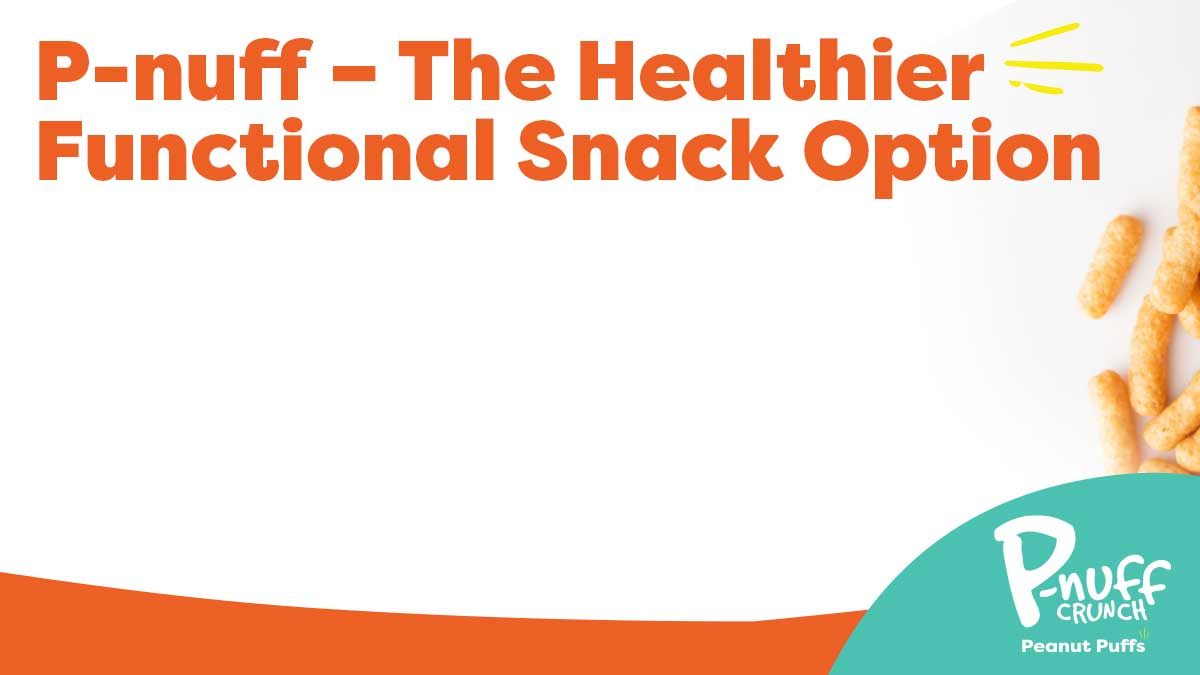 P-nuff – The Healthier
Functional Snack Option
P-nuff
CRUNCH
Peanut Puffs